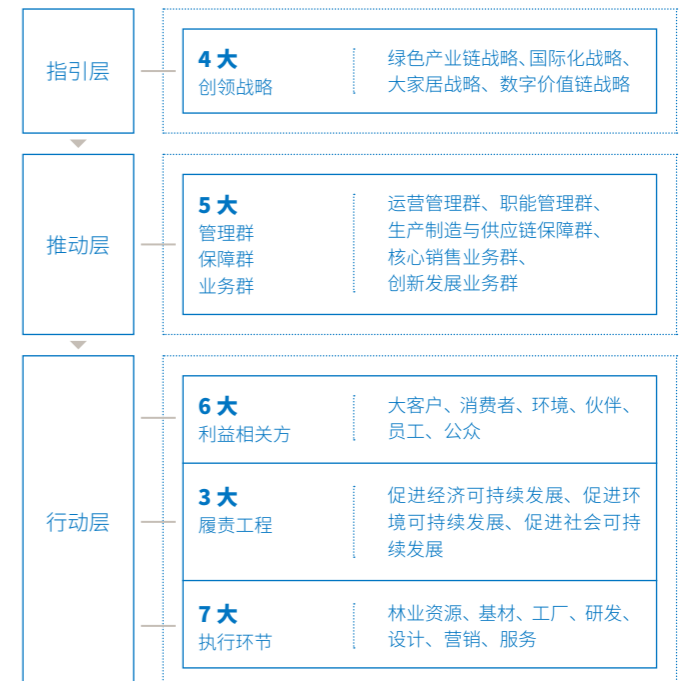 指引层
4 大
创领战略
绿色产业链战略、国际化战略、
大家居战略、数字价值链战略
推动层
5 大
管理群
保障群
业务群
运营管理群、职能管理群、
生产制造与供应链保障群、
核心销售业务群、
创新发展业务群
行动层
6 大
利益相关方
大客户、消费者、环境、伙伴、
员工、公众
3 大
履责工程
促进经济可持续发展、促进环
境可持续发展、促进社会可持
续发展
7 大
执行环节
林业资源、基材、工厂、研发、
设计、营销、服务